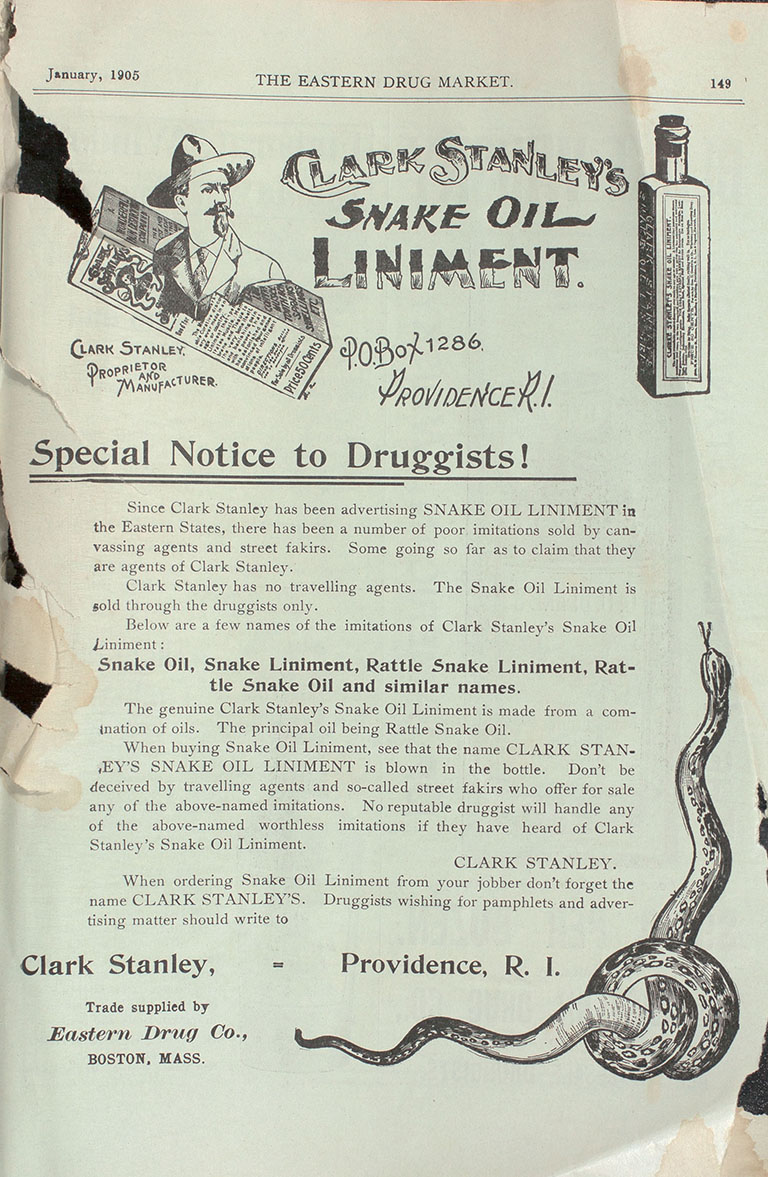 January, 1905
THE EASTERN DRUG MARKET.
149
CLARK STANLEY'S
SNAKE OIL
LINIMENT.
CLARK STANLEY'S SNAKE OIL LINIMENT.
Price 50 Cents
CLARK STANLEY.
PROPRIETOR
AND
MANUFACTURER.
P.O. Box 1286.
PROVIDENCE R.I.
Special Notice to Druggists!
Since Clark Stanley has been advertising SNAKE OIL LINIMENT in
the Eastern States, there has been a number of poor imitations sold by can-
vassing agents and street fakirs. Some going so far as to claim that they
are agents of Clark Stanley.
Clark Stanley has no travelling agents. The Snake Oil Liniment is
sold through the druggists only.
Below are a few names of the imitations of Clark Stanley's Snake Oil
Liniment:
Snake Oil, Snake Liniment, Rattle Snake Liniment, Rat-
tle Snake Oil and similar names.
The genuine Clark Stanley's Snake Oil Liniment is made from a com-
ination of oils. The principal oil being Rattle Snake Oil.
When buying Snake Oil Liniment, see that the name CLARK STAN-
EY'S SNAKE OIL LINIMENT is blown in the bottle. Don't be
deceived by travelling agents and so-called street fakirs who offer for sale
any of the above-named imitations. No reputable druggist will handle any
of the above-named worthless imitations if they have heard of Clark
Stanley's Snake Oil Liniment.
CLARK STANLEY.
When ordering Snake Oil Liniment from your jobber don't forget the
name CLARK STANLEY'S. Druggists wishing for pamphlets and adver-
tising matter should write to
Clark Stanley, = Providence, R. I.
Trade supplied by
Eastern Drug Co.,
BOSTON, MASS.